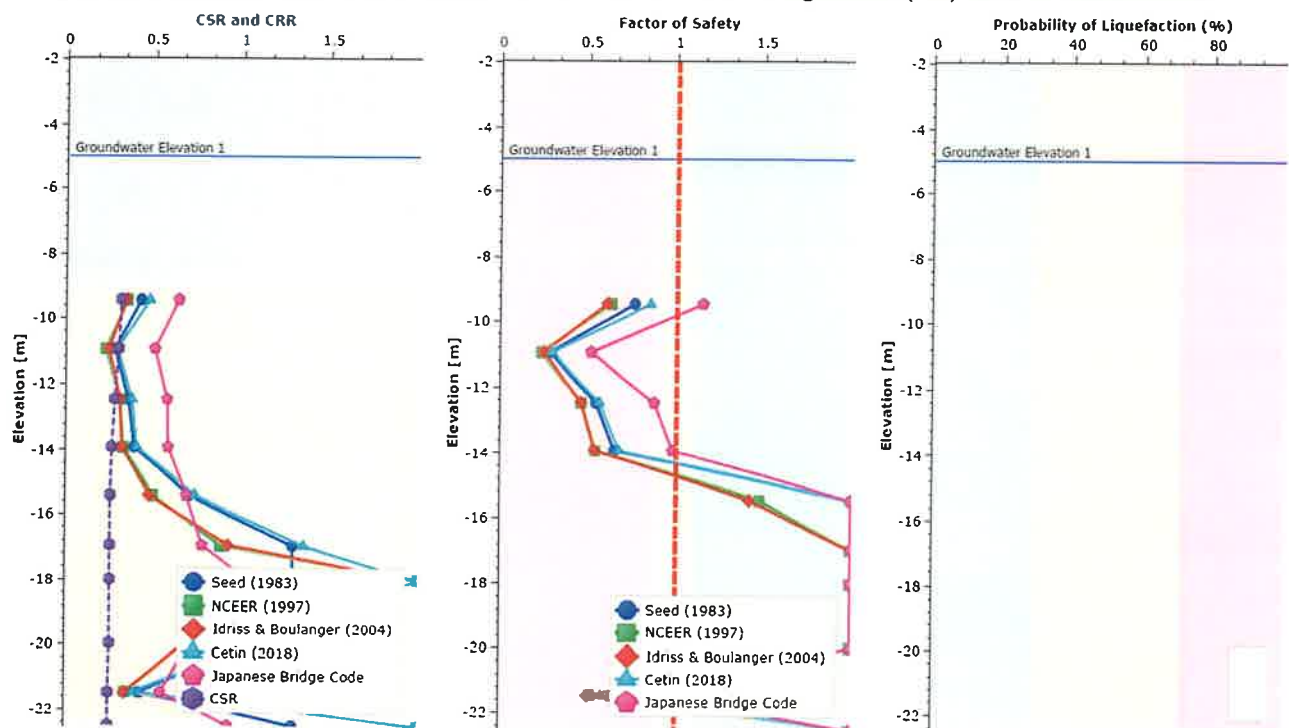 CSR and CRR
0 0.5 1 1.5
-2
-4
Groundwater Elevation 1
-6
-8
-10
-12
-14
-16
-18
-20
-22
Elevation [m]
Seed (1983)
NCEER (1997)
Idriss & Boulanger (2004)
Cetin (2018)
Japanese Bridge Code
CSR
Factor of Safety
0 0.5 1 1.5
-2
-4
Groundwater Elevation 1
-6
-8
-10
-12
-14
-16
-18
-20
-22
Elevation [m]
Seed (1983)
NCEER (1997)
Idriss & Boulanger (2004)
Cetin (2018)
Japanese Bridge Code
Probability of Liquefaction (%)
0 20 40 60 80
-2
-4
Groundwater Elevation 1
-6
-8
-10
-12
-14
-16
-18
-20
-22
Elevation [m]